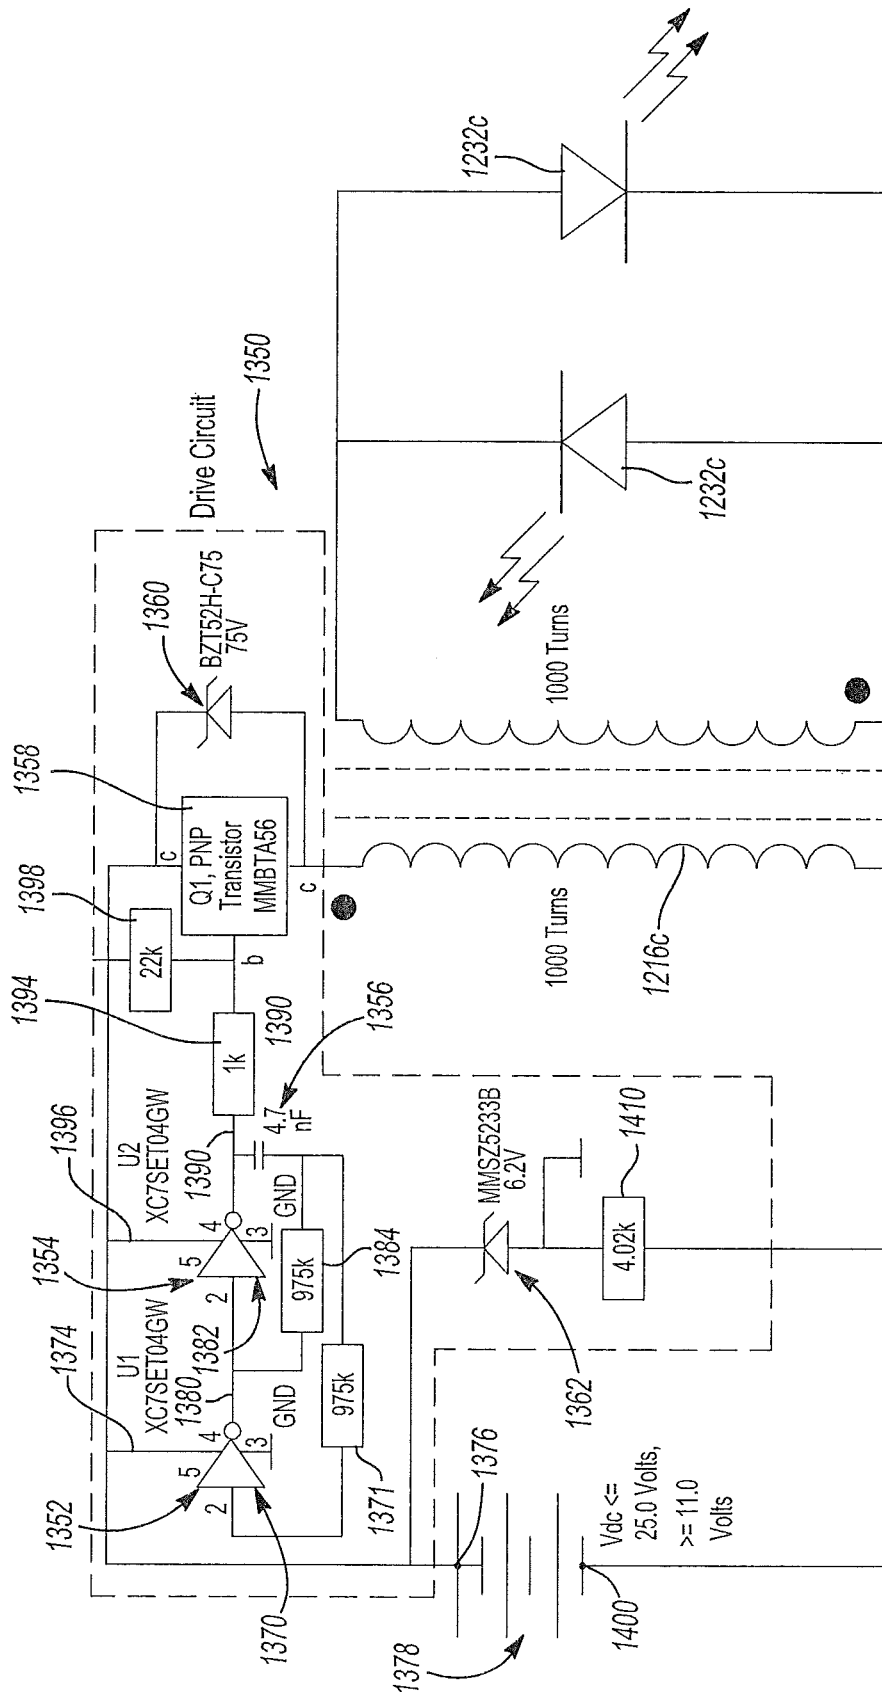 Drive Circuit
1350
1352
1374
U1
XC7SET04GW
1354
1396
U2
XC7SET04GW
1394
1398
1358
1360
BZT52H-C75
75V
22k
c
Q1, PNP
Transistor
MMBTA56
c
b
1k
1390
1390
4.7
nF
1356
5
4
3
2
GND
1380
1382
5
4
3
2
GND
975k
1384
975k
1371
1370
1376
1378
1400
Vdc <=
25.0 Volts,
>= 11.0
Volts
MMSZ5233B
6.2V
1362
4.02k
1410
1000 Turns
1216c
1000 Turns
1232c
1232c